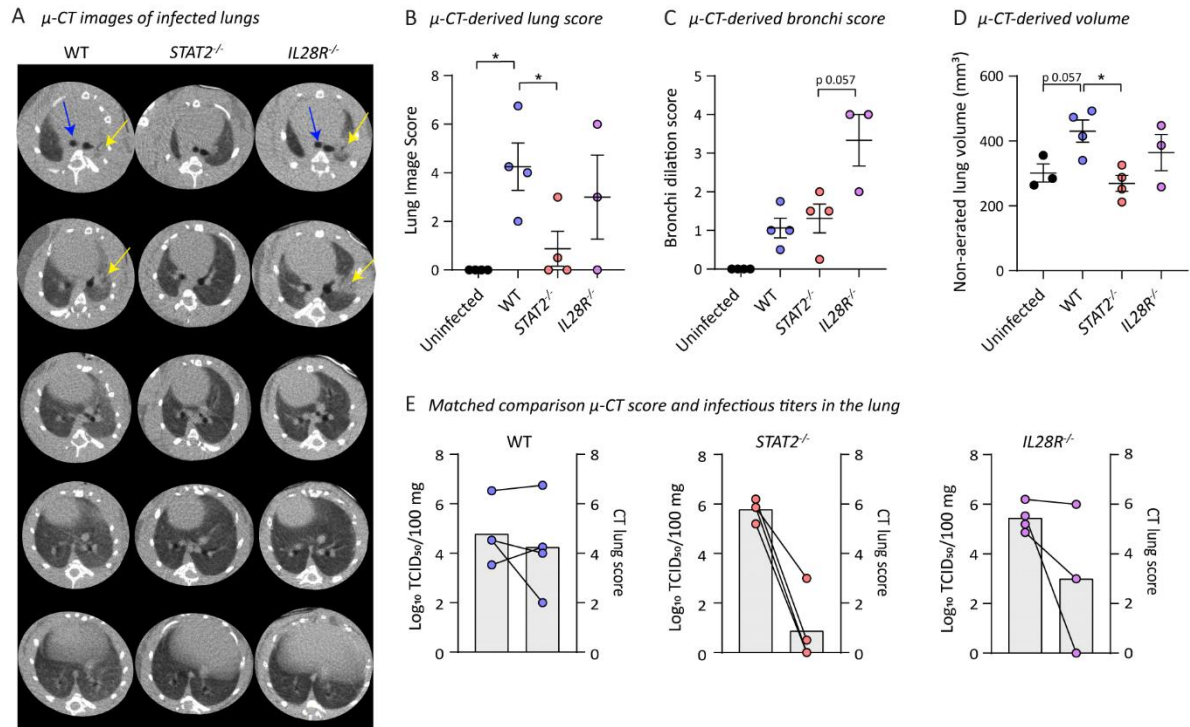 A μ-CT images of infected lungs
WT STAT2-/- IL28R-/-
B μ-CT-derived lung score
Lung Image Score
8
6
4
2
0
* *
Uninfected
WT
STAT2-/-
IL28R-/-
C μ-CT-derived bronchi score
Bronchi dilation score
5
4
3
2
1
0
p 0.057
Uninfected
WT
STAT2-/-
IL28R-/-
D μ-CT-derived volume
Non-aerated lung volume (mm³)
600
400
200
0
p 0.057 *
Uninfected
WT
STAT2-/-
IL28R-/-
E Matched comparison μ-CT score and infectious titers in the lung
WT
Log₁₀ TCID₅₀/100 mg
8
6
4
2
0
8
6
4
2
0
CT lung score
STAT2-/-
Log₁₀ TCID₅₀/100 mg
8
6
4
2
0
8
6
4
2
0
CT lung score
IL28R-/-
Log₁₀ TCID₅₀/100 mg
8
6
4
2
0
8
6
4
2
0
CT lung score